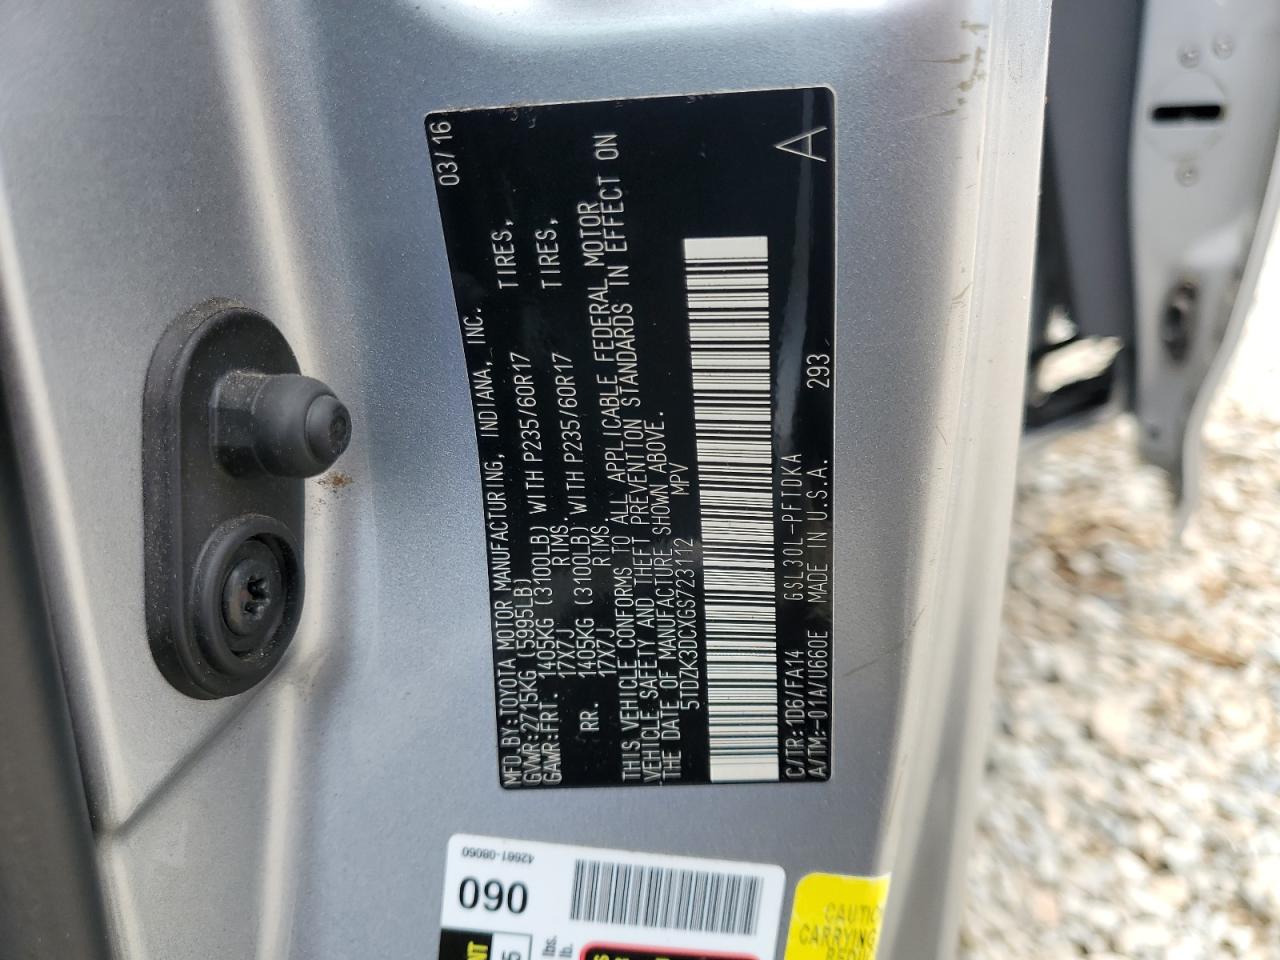 MFD.BY:TOYOTA MOTOR MANUFACTURING, INDIANA, INC. 03/16
GVWR:2715KG (5995LB)
GAWR:FRT. 1405KG (3100LB) WITH P235/60R17 TIRES,
17X7J RIMS.
RR. 1405KG (3100LB) WITH P235/60R17 TIRES,
17X7J RIMS.
THIS VEHICLE CONFORMS TO ALL APPLICABLE FEDERAL MOTOR
VEHICLE SAFETY AND THEFT PREVENTION STANDARDS IN EFFECT ON
THE DATE OF MANUFACTURE SHOWN ABOVE.
5TDZK3DCXGS723112 MPV
C/TR:1D6/FA14 GSL30L-PFTDKA A
A/TM:-01A/U660E MADE IN U.S.A. 293
42661-08060
060
lbs.
lb.
CARRYING